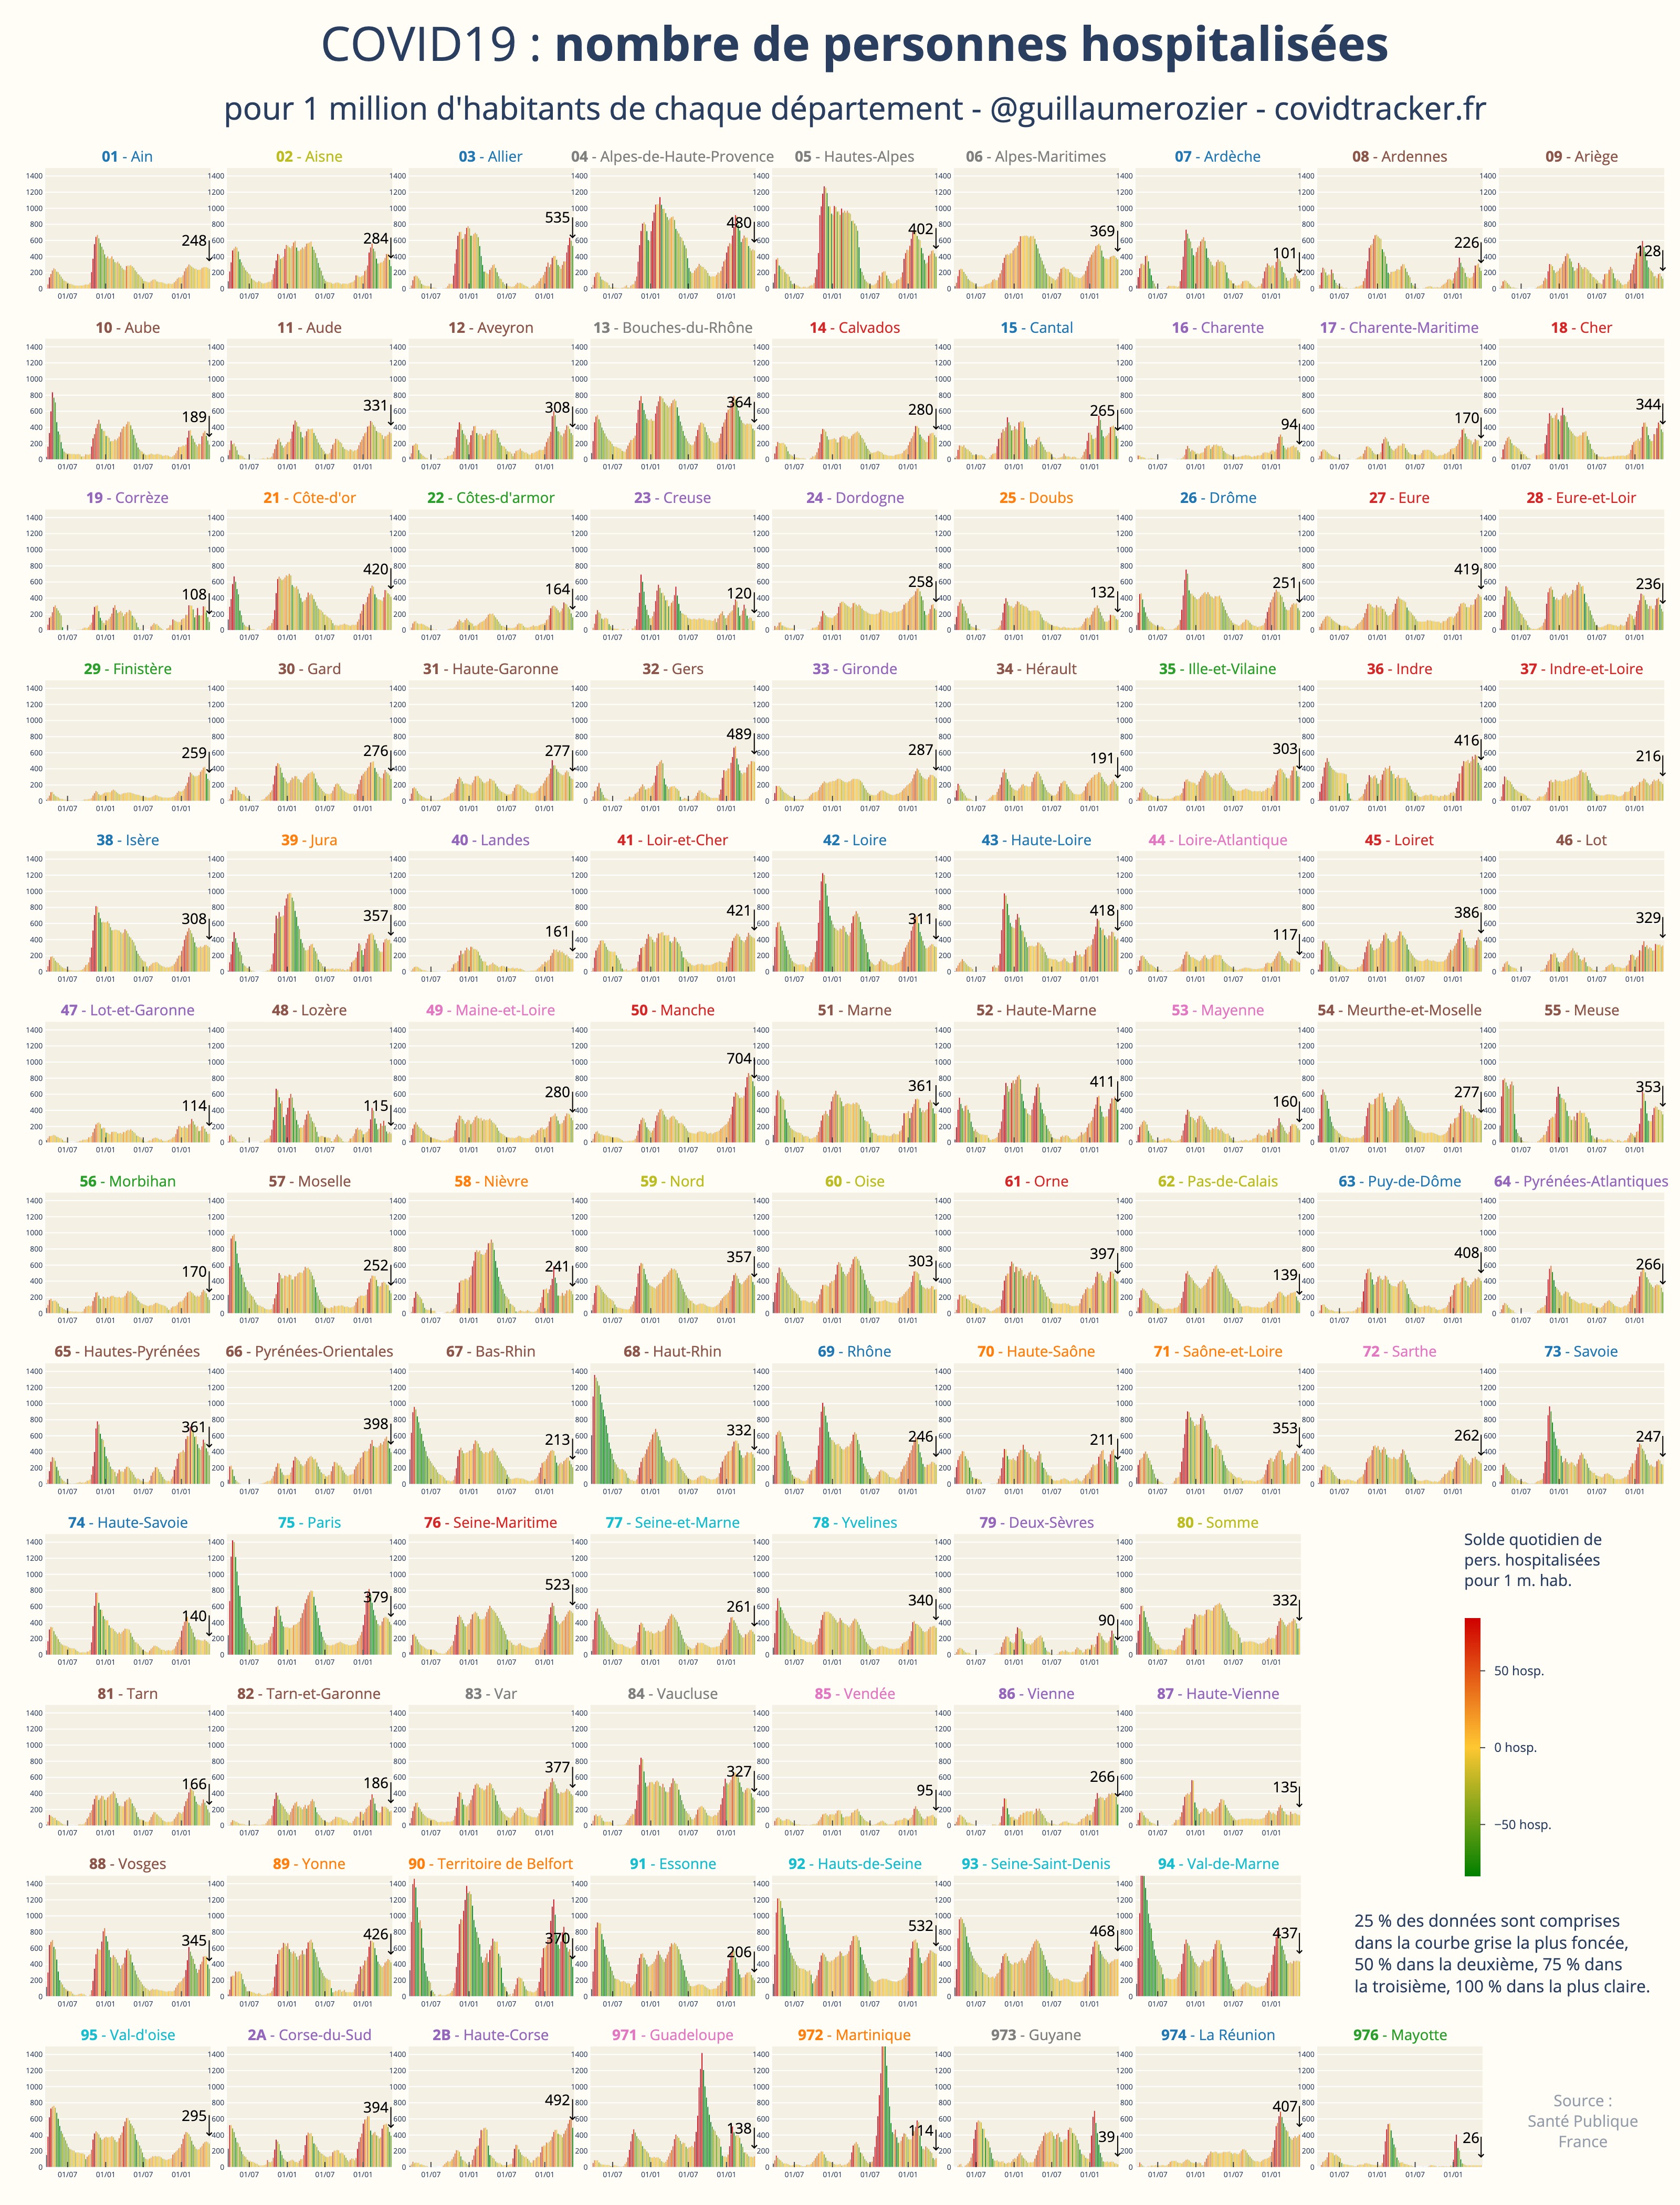 COVID19 : nombre de personnes hospitalisées
pour 1 million d'habitants de chaque département - @guillaumerozier - covidtracker.fr
01 - Ain
248
02 - Aisne
284
03 - Allier
535
04 - Alpes-de-Haute-Provence
480
05 - Hautes-Alpes
402
06 - Alpes-Maritimes
369
07 - Ardèche
101
08 - Ardennes
226
09 - Ariège
128
10 - Aube
189
11 - Aude
331
12 - Aveyron
308
13 - Bouches-du-Rhône
364
14 - Calvados
280
15 - Cantal
265
16 - Charente
94
17 - Charente-Maritime
170
18 - Cher
344
19 - Corrèze
108
21 - Côte-d'or
420
22 - Côtes-d'armor
164
23 - Creuse
120
24 - Dordogne
258
25 - Doubs
132
26 - Drôme
251
27 - Eure
419
28 - Eure-et-Loir
236
29 - Finistère
259
30 - Gard
276
31 - Haute-Garonne
277
32 - Gers
489
33 - Gironde
287
34 - Hérault
191
35 - Ille-et-Vilaine
303
36 - Indre
416
37 - Indre-et-Loire
216
38 - Isère
308
39 - Jura
357
40 - Landes
161
41 - Loir-et-Cher
421
42 - Loire
311
43 - Haute-Loire
418
44 - Loire-Atlantique
117
45 - Loiret
386
46 - Lot
329
47 - Lot-et-Garonne
114
48 - Lozère
115
49 - Maine-et-Loire
280
50 - Manche
704
51 - Marne
361
52 - Haute-Marne
411
53 - Mayenne
160
54 - Meurthe-et-Moselle
277
55 - Meuse
353
56 - Morbihan
170
57 - Moselle
252
58 - Nièvre
241
59 - Nord
357
60 - Oise
303
61 - Orne
397
62 - Pas-de-Calais
139
63 - Puy-de-Dôme
408
64 - Pyrénées-Atlantiques
266
65 - Hautes-Pyrénées
361
66 - Pyrénées-Orientales
398
67 - Bas-Rhin
213
68 - Haut-Rhin
332
69 - Rhône
246
70 - Haute-Saône
211
71 - Saône-et-Loire
353
72 - Sarthe
262
73 - Savoie
247
74 - Haute-Savoie
140
75 - Paris
379
76 - Seine-Maritime
523
77 - Seine-et-Marne
261
78 - Yvelines
340
79 - Deux-Sèvres
90
80 - Somme
332
Solde quotidien de
pers. hospitalisées
pour 1 m. hab.
50 hosp.
0 hosp.
−50 hosp.
81 - Tarn
166
82 - Tarn-et-Garonne
186
83 - Var
377
84 - Vaucluse
327
85 - Vendée
95
86 - Vienne
266
87 - Haute-Vienne
135
88 - Vosges
345
89 - Yonne
426
90 - Territoire de Belfort
370
91 - Essonne
206
92 - Hauts-de-Seine
532
93 - Seine-Saint-Denis
468
94 - Val-de-Marne
437
25 % des données sont comprises
dans la courbe grise la plus foncée,
50 % dans la deuxième, 75 % dans
la troisième, 100 % dans la plus claire.
95 - Val-d'oise
295
2A - Corse-du-Sud
394
2B - Haute-Corse
492
971 - Guadeloupe
138
972 - Martinique
114
973 - Guyane
39
974 - La Réunion
407
976 - Mayotte
26
Source :
Santé Publique
France
1400
1200
1000
800
600
400
200
0
01/07 01/01 01/07 01/01